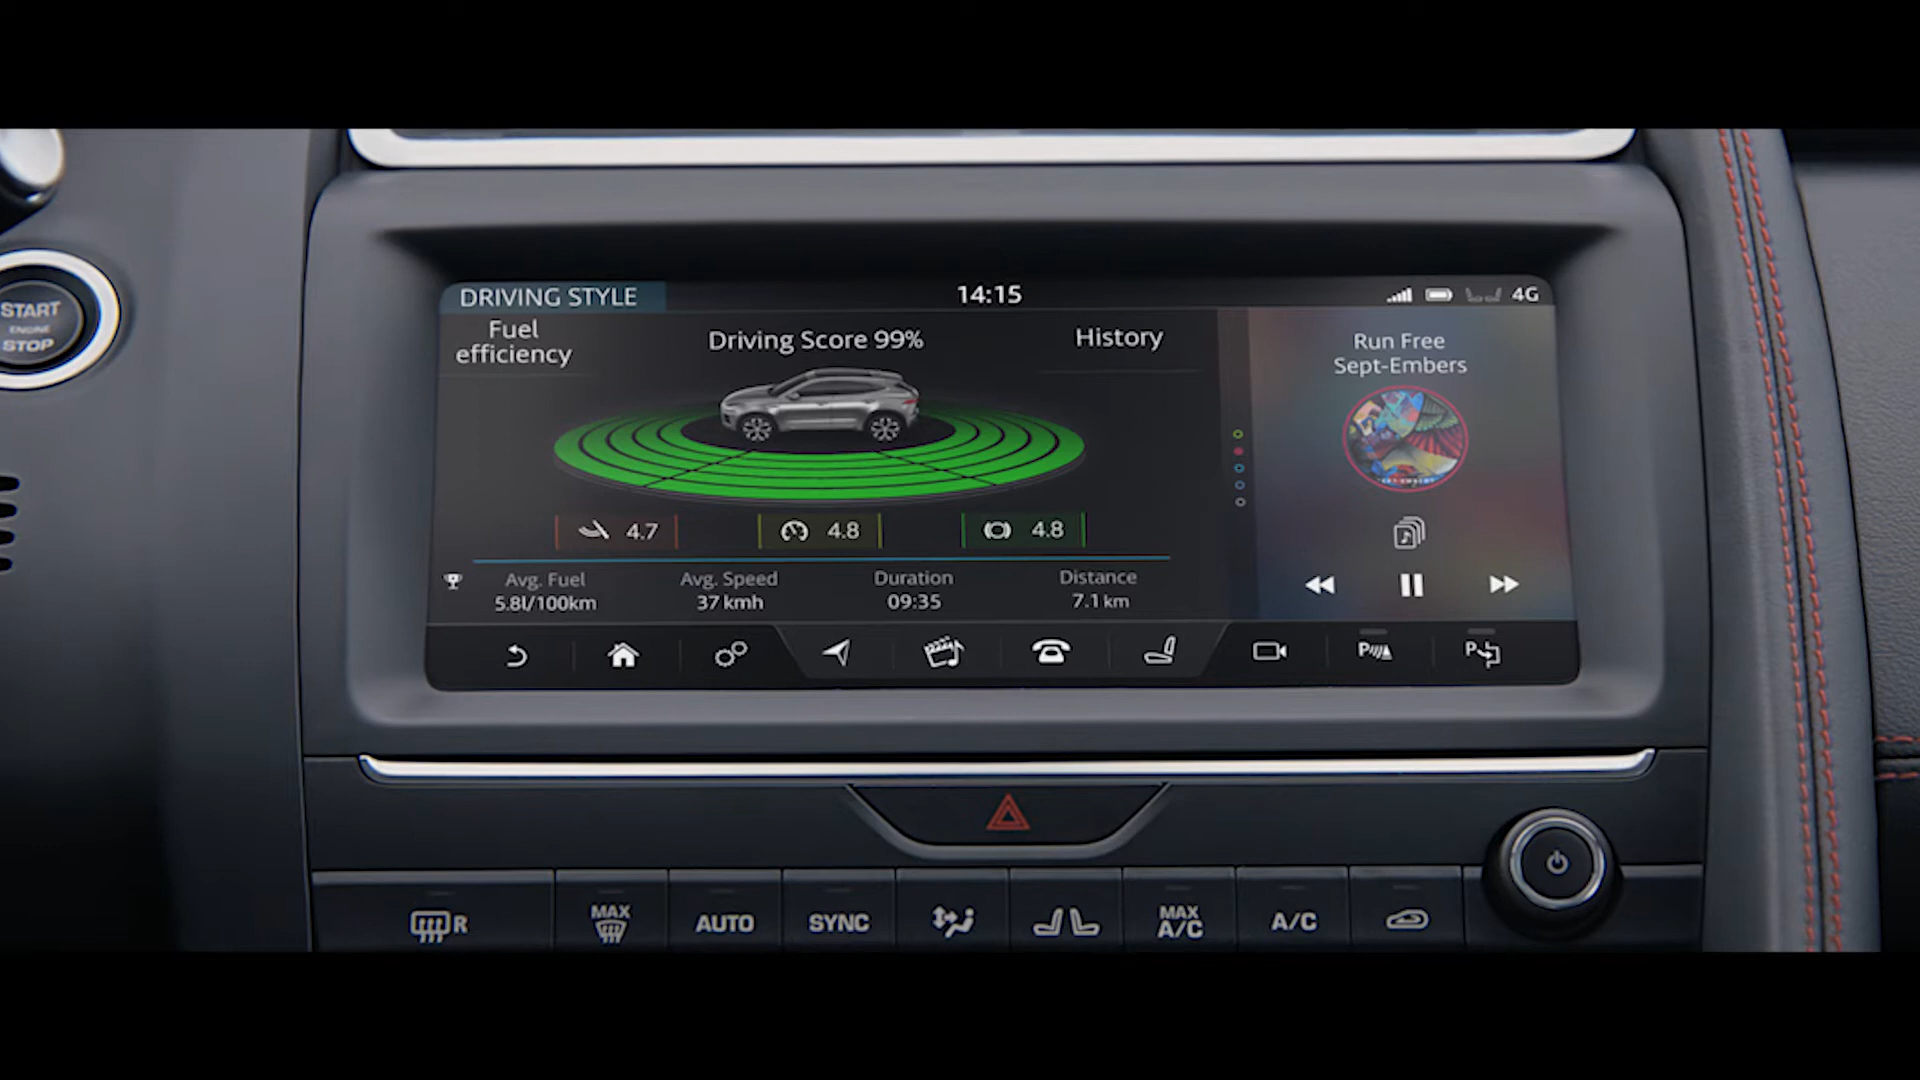 START
ENGINE
STOP
DRIVING STYLE
14:15
4G
Fuel
efficiency
Driving Score 99%
History
Run Free
Sept-Embers
4.7
4.8
4.8
Avg. Fuel
5.8l/100km
Avg. Speed
37 kmh
Duration
09:35
Distance
7.1 km
P
P
R
MAX
AUTO
SYNC
MAX
A/C
A/C